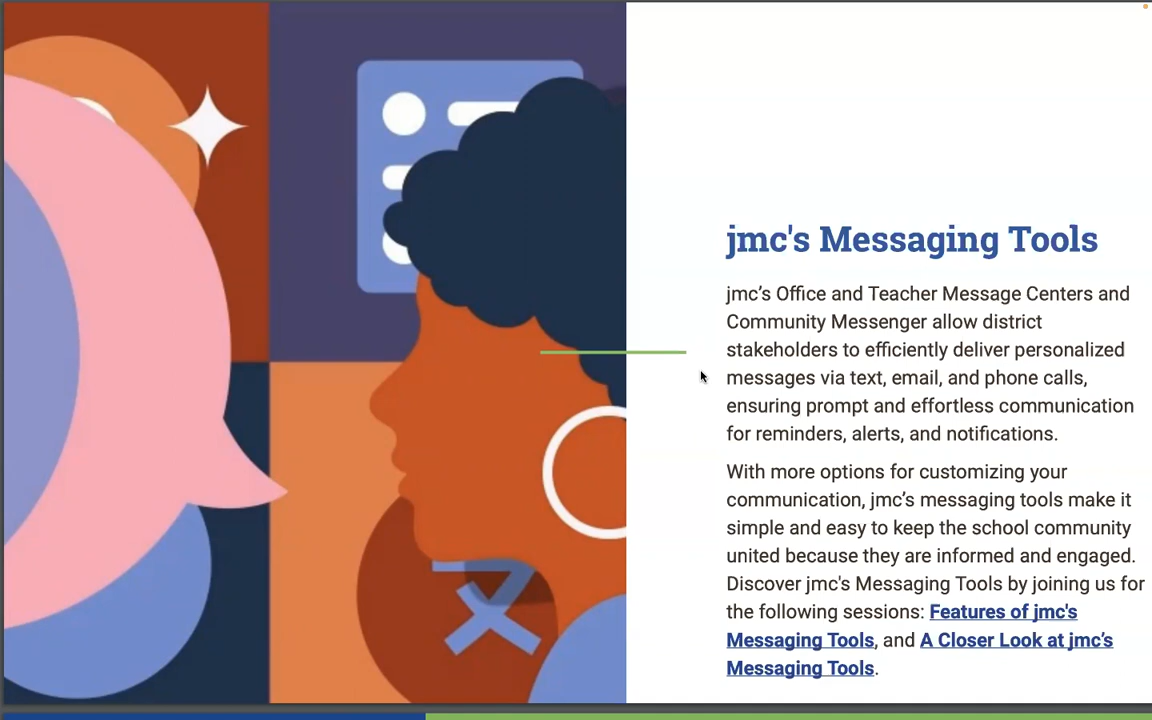 jmc's Messaging Tools
jmc’s Office and Teacher Message Centers and
Community Messenger allow district
stakeholders to efficiently deliver personalized
messages via text, email, and phone calls,
ensuring prompt and effortless communication
for reminders, alerts, and notifications.
With more options for customizing your
communication, jmc’s messaging tools make it
simple and easy to keep the school community
united because they are informed and engaged.
Discover jmc's Messaging Tools by joining us for
the following sessions: Features of jmc's
Messaging Tools, and A Closer Look at jmc’s
Messaging Tools.